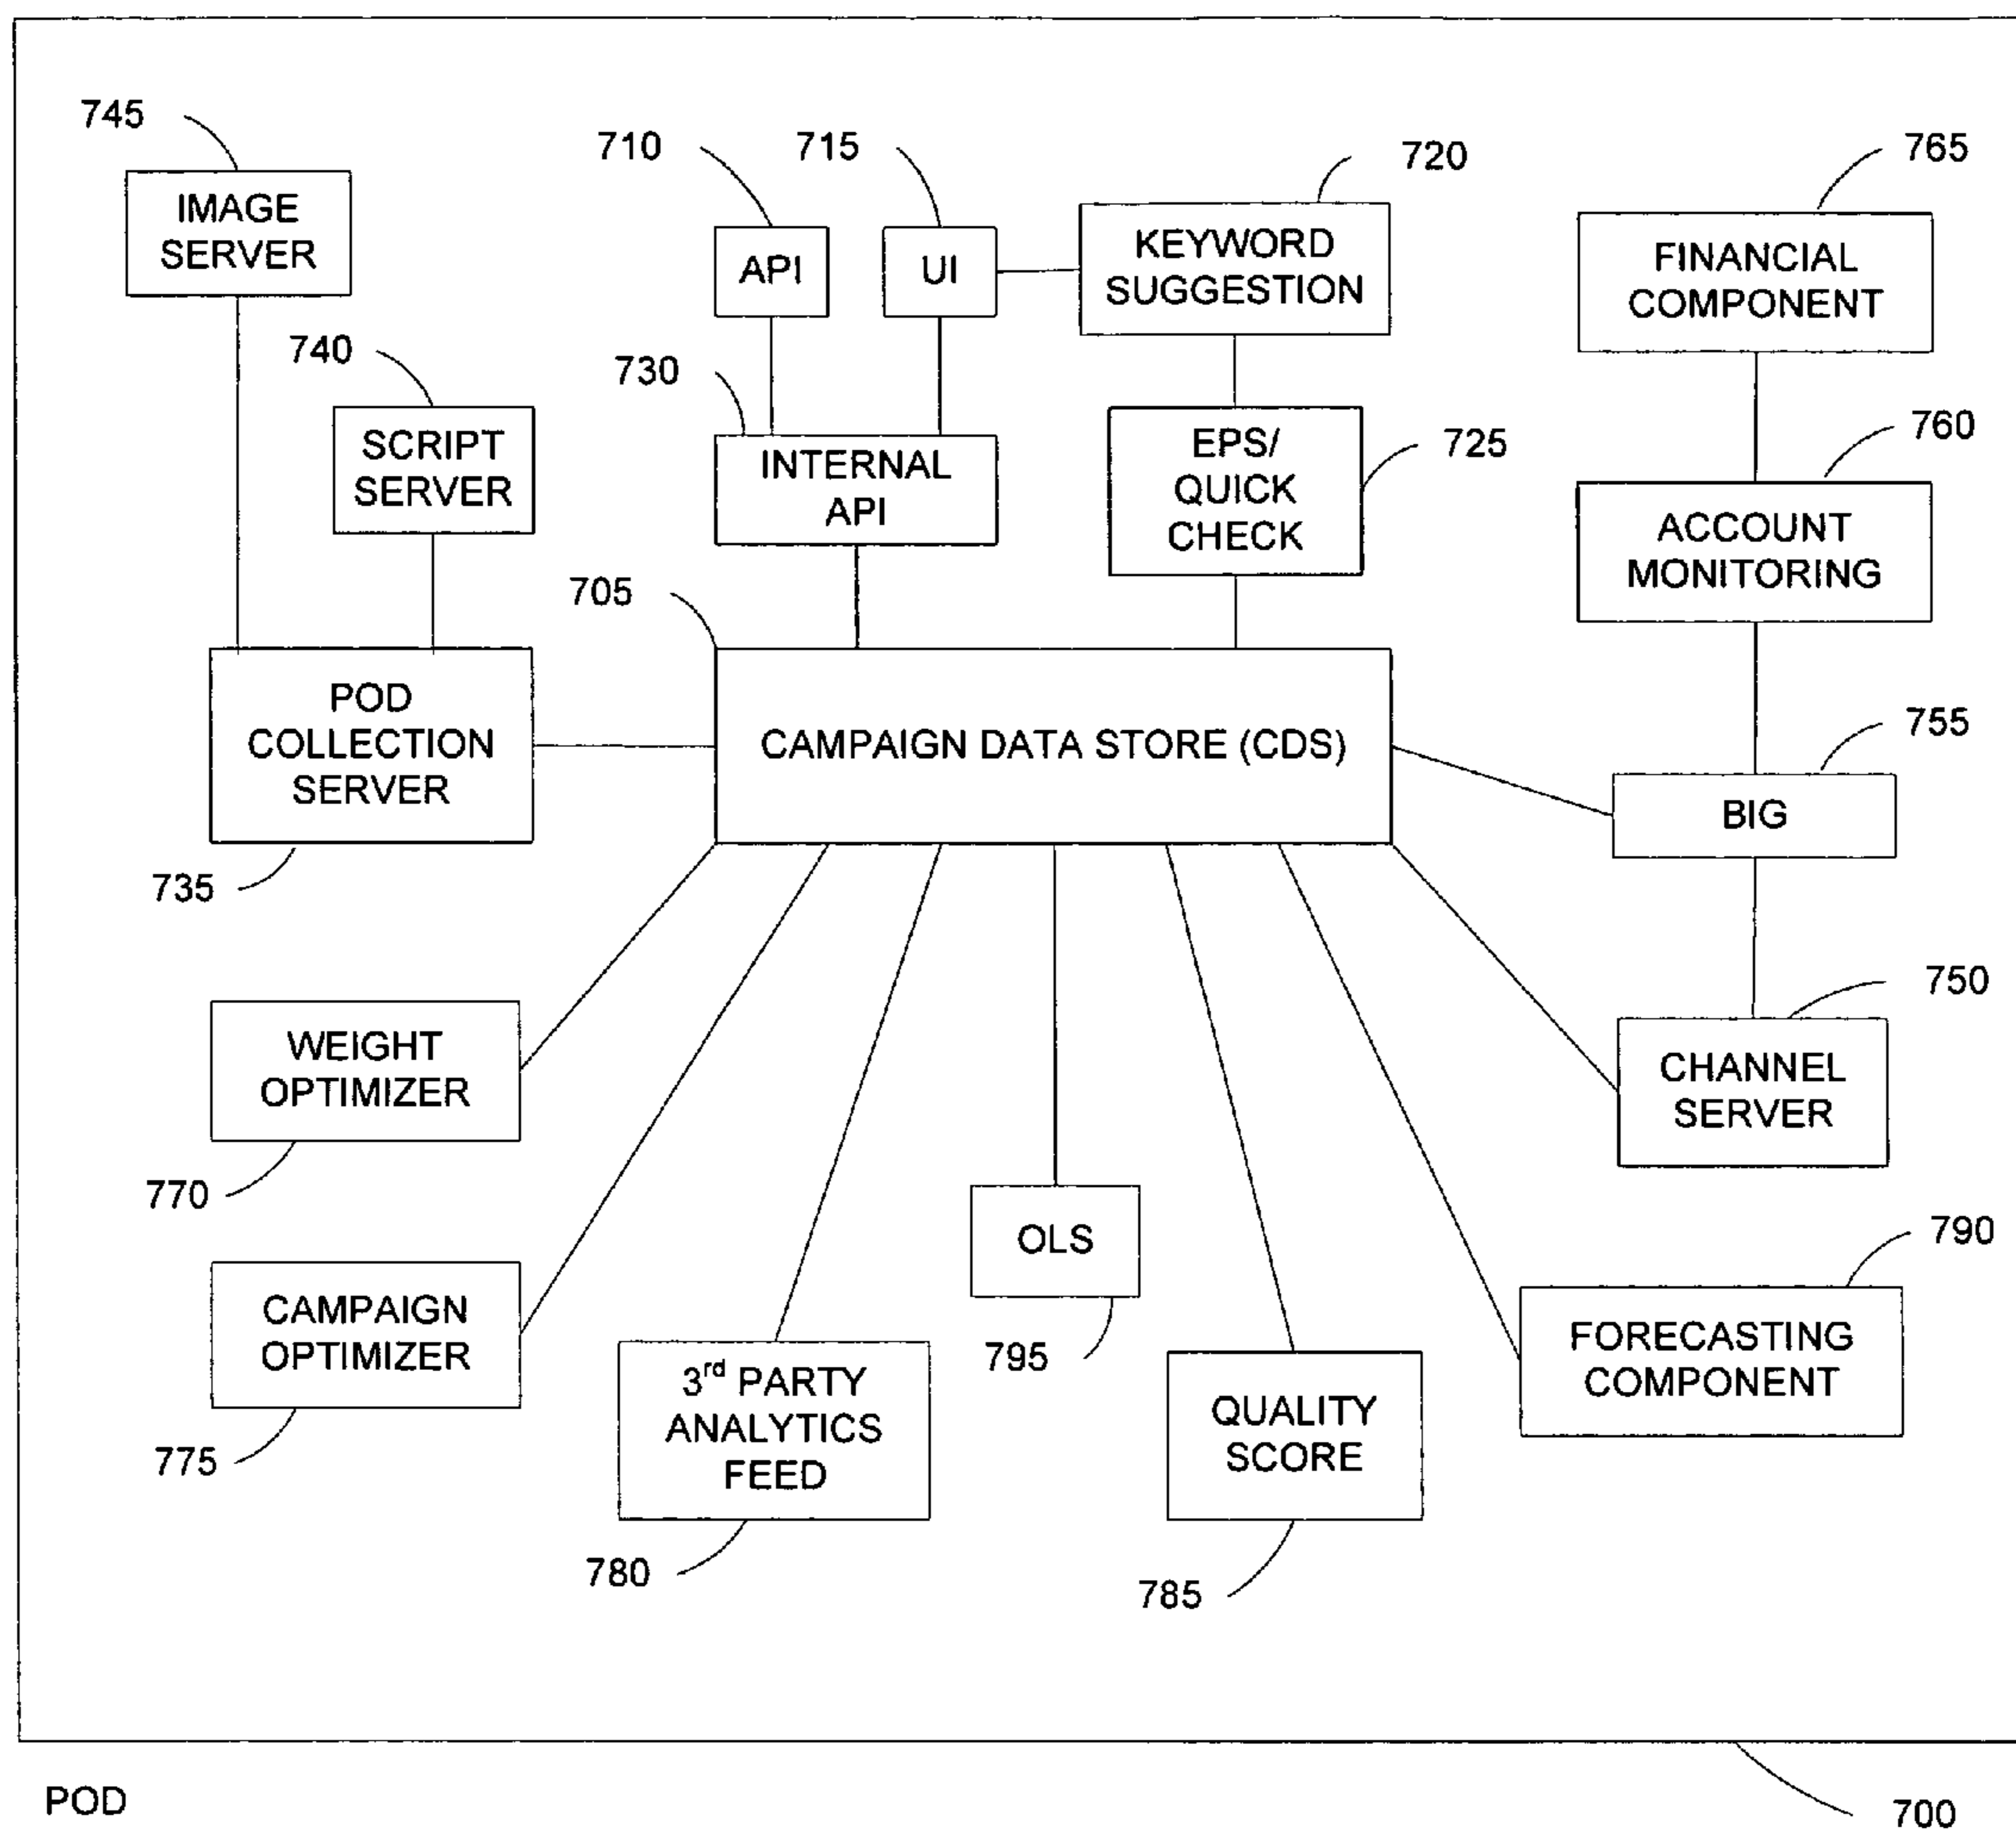 745
710
715
720
765
IMAGE
SERVER
API
UI
KEYWORD
SUGGESTION
FINANCIAL
COMPONENT
740
730
725
760
SCRIPT
SERVER
INTERNAL
API
EPS/
QUICK
CHECK
ACCOUNT
MONITORING
705
755
POD
COLLECTION
SERVER
CAMPAIGN DATA STORE (CDS)
BIG
735
750
WEIGHT
OPTIMIZER
CHANNEL
SERVER
770
OLS
790
795
CAMPAIGN
OPTIMIZER
3rd PARTY
ANALYTICS
FEED
QUALITY
SCORE
FORECASTING
COMPONENT
775
780
785
POD
700